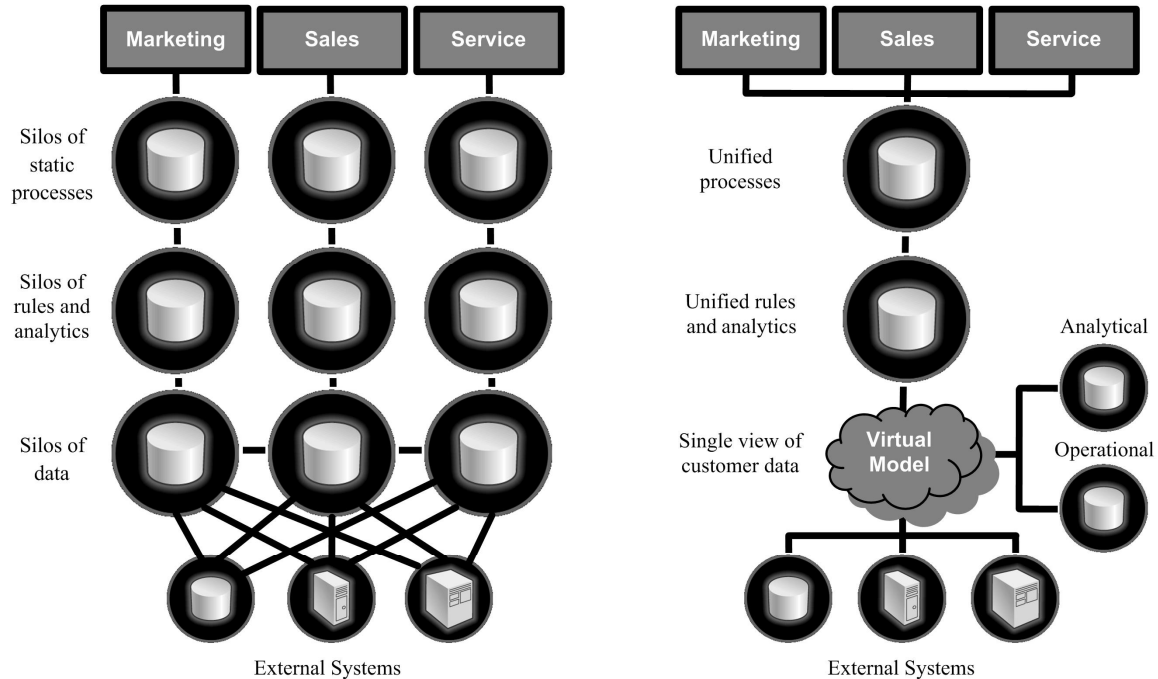 Marketing
Sales
Service
Silos of
static
processes
Silos of
rules and
analytics
Silos of
data
External Systems
Marketing
Sales
Service
Unified
processes
Unified rules
and analytics
Analytical
Single view of
customer data
Virtual
Model
Operational
External Systems